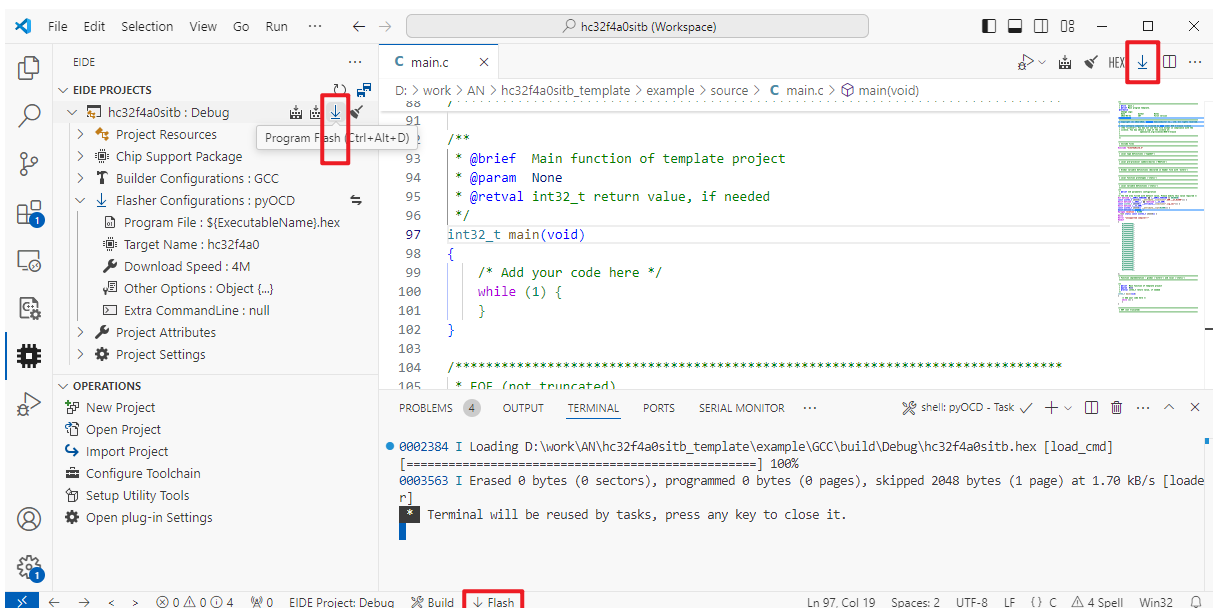 File Edit Selection View Go Run ··· hc32f4a0sitb (Workspace)
EIDE ···
EIDE PROJECTS
hc32f4a0sitb : Debug
Project Resources
Program Flash (Ctrl+Alt+D)
Chip Support Package
Builder Configurations : GCC
Flasher Configurations : pyOCD
Program File : ${ExecutableName}.hex
Target Name : hc32f4a0
Download Speed : 4M
Other Options : Object {...}
Extra CommandLine : null
Project Attributes
Project Settings
OPERATIONS
New Project
Open Project
Import Project
Configure Toolchain
Setup Utility Tools
Open plug-in Settings
1
1
C main.c × HEX ···
D: > work > AN > hc32f4a0sitb_template > example > source > C main.c > main(void)
88
91
/**
93 * @brief Main function of template project
94 * @param None
95 * @retval int32_t return value, if needed
96 */
97 int32_t main(void)
98 {
99 /* Add your code here */
100 while (1) {
101 }
102 }
103
104 /******************************************************************************
105 * EOF (not truncated)
PROBLEMS 4 OUTPUT TERMINAL PORTS SERIAL MONITOR ··· shell: pyOCD - Task
0002384 I Loading D:\work\AN\hc32f4a0sitb_template\example\GCC\build\Debug\hc32f4a0sitb.hex [load_cmd]
[==================================================] 100%
0003563 I Erased 0 bytes (0 sectors), programmed 0 bytes (0 pages), skipped 2048 bytes (1 page) at 1.70 kB/s [loade
r]
* Terminal will be reused by tasks, press any key to close it.
0 0 4 0 EIDE Project: Debug Build Flash Ln 97, Col 19 Spaces: 2 UTF-8 LF {} C 4 Spell Win32